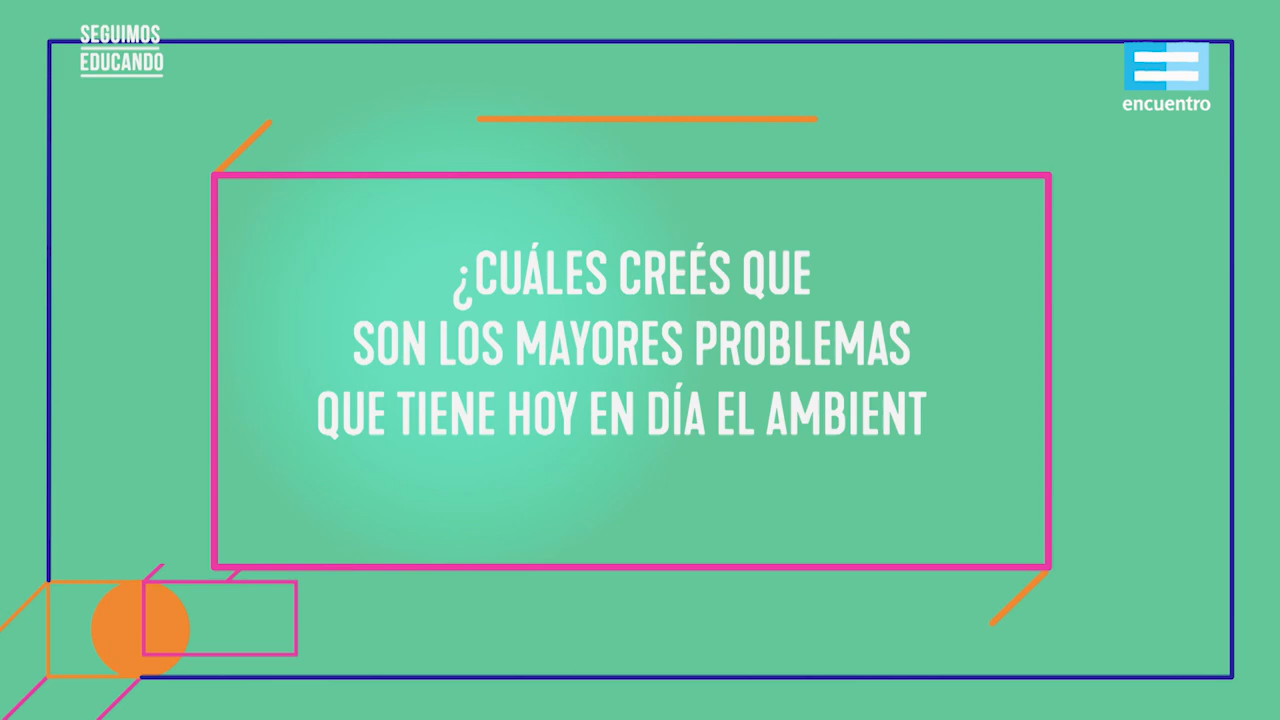 SEGUIMOS
EDUCANDO
encuentro
¿CUÁLES CREÉS QUE
SON LOS MAYORES PROBLEMAS
QUE TIENE HOY EN DÍA EL AMBIENT